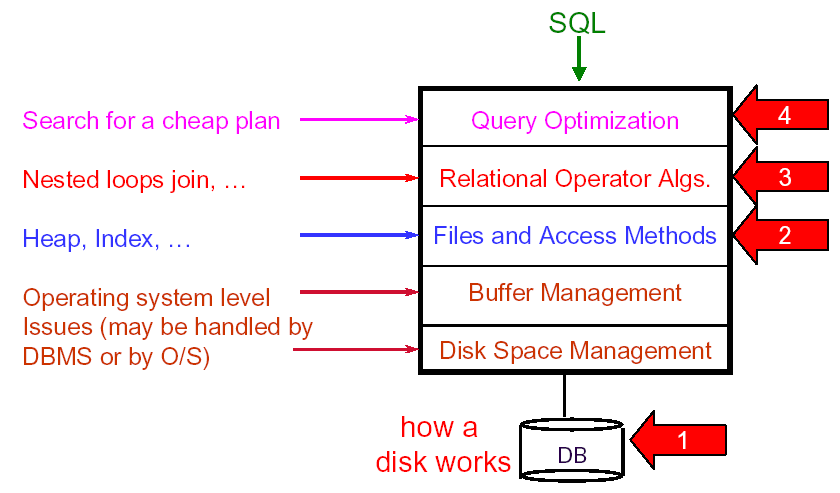 SQL
Search for a cheap plan
Query Optimization
4
Nested loops join, …
Relational Operator Algs.
3
Heap, Index, …
Files and Access Methods
2
Operating system level
Issues (may be handled by
DBMS or by O/S)
Buffer Management
Disk Space Management
how a
disk works
DB
1